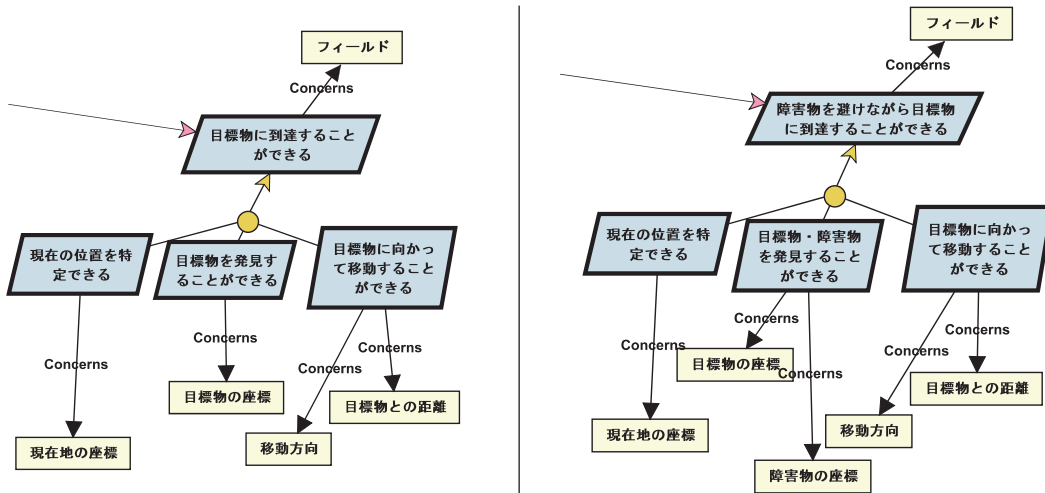 フィールド
Concerns
目標物に到達すること
ができる
現在の位置を特
定できる
目標物を発見す
ることができる
目標物に向かっ
て移動すること
ができる
Concerns
Concerns
Concerns
Concerns
目標物の座標
目標物との距離
現在地の座標
移動方向
フィールド
Concerns
障害物を避けながら目標物
に到達することができる
現在の位置を特
定できる
目標物・障害物
を発見すること
ができる
目標物に向かっ
て移動すること
ができる
Concerns
Concerns
Concerns
Concerns
Concerns
目標物の座標
目標物との距離
現在地の座標
移動方向
障害物の座標